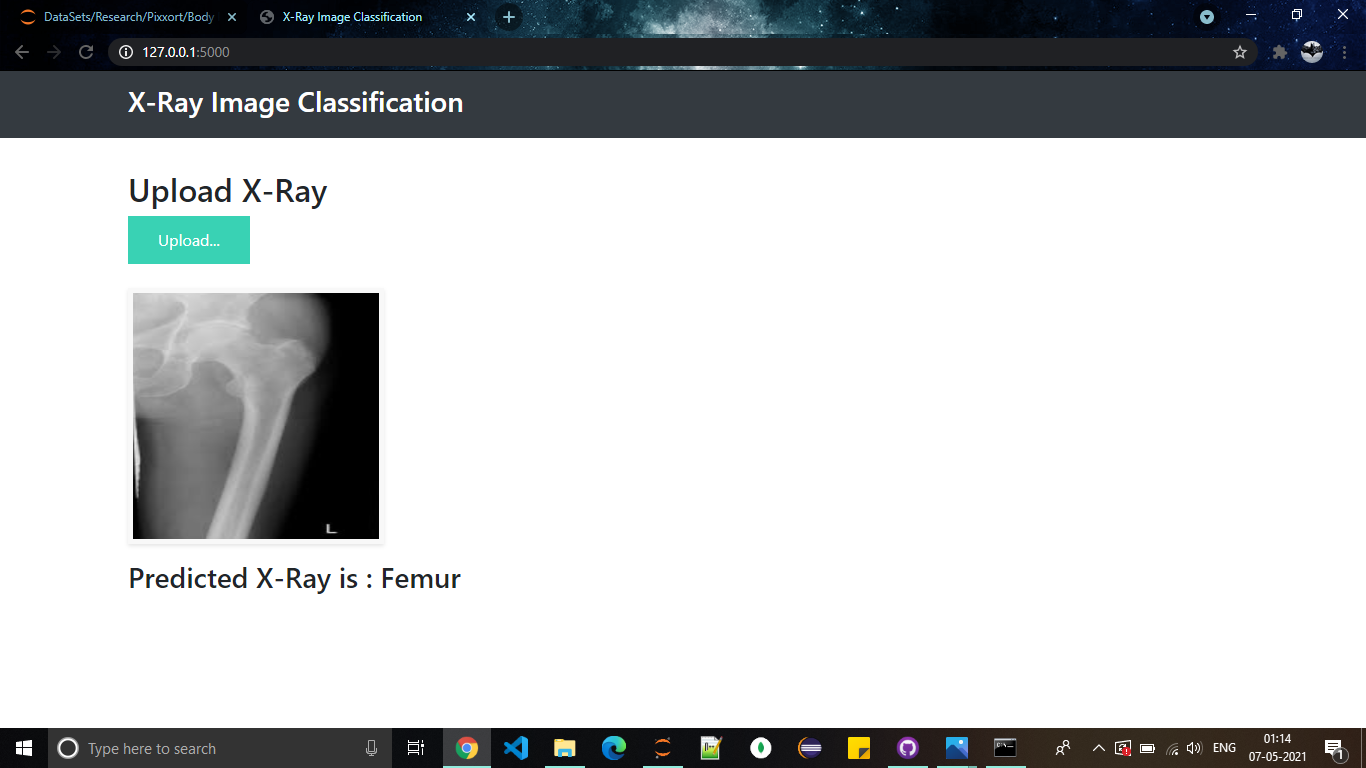 DataSets/Research/Pixxort/Body
X-Ray Image Classification
127.0.0.1:5000
X-Ray Image Classification
Upload X-Ray
Upload...
L
Predicted X-Ray is : Femur
Type here to search
ENG
01:14
07-05-2021
1